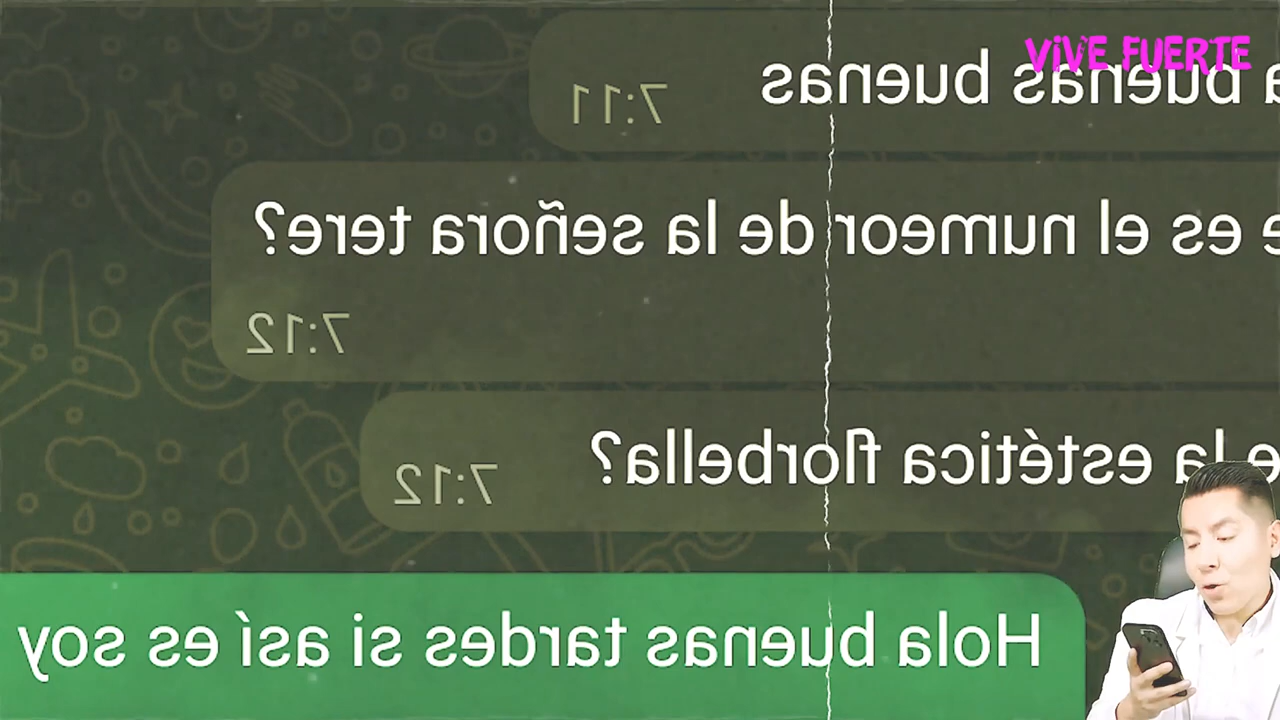 VIVE FUERTE
a buenas buenas
7:11
e es el numeor de la señora tere?
7:12
e la estética florbella?
7:12
Hola buenas tardes si así es soy